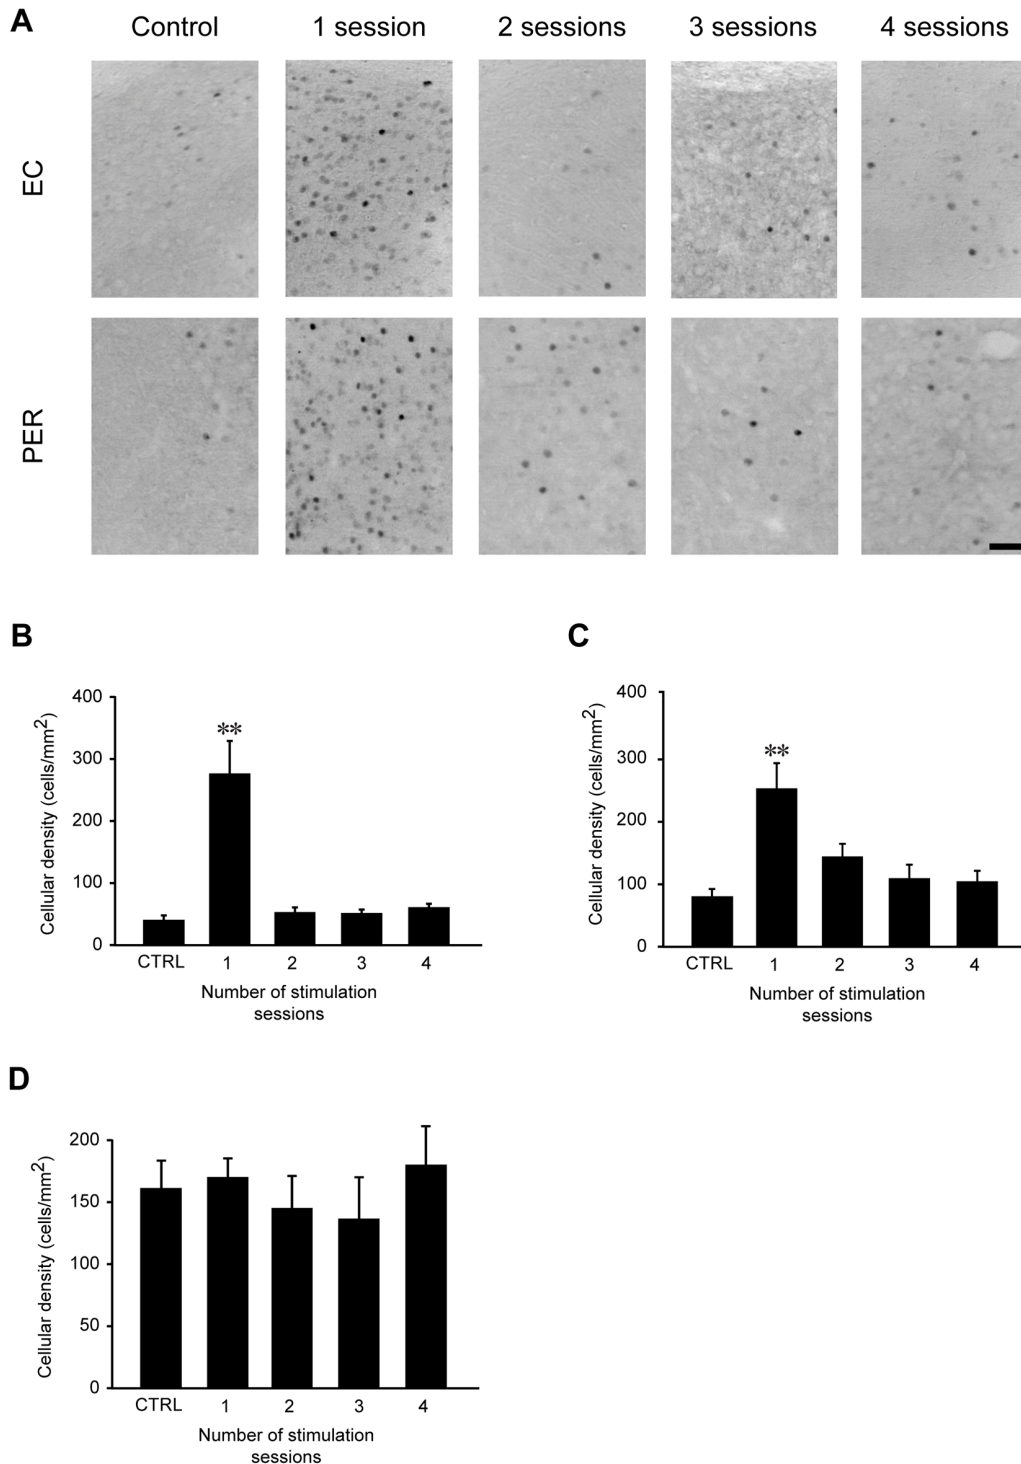 A
Control 1 session 2 sessions 3 sessions 4 sessions
EC
PER
B
Cellular density (cells/mm2)
400
300
200
100
0
**
CTRL 1 2 3 4
Number of stimulation
sessions
C
Cellular density (cells/mm2)
400
300
200
100
0
**
CTRL 1 2 3 4
Number of stimulation
sessions
D
Cellular density (cells/mm2)
200
150
100
50
0
CTRL 1 2 3 4
Number of stimulation
sessions